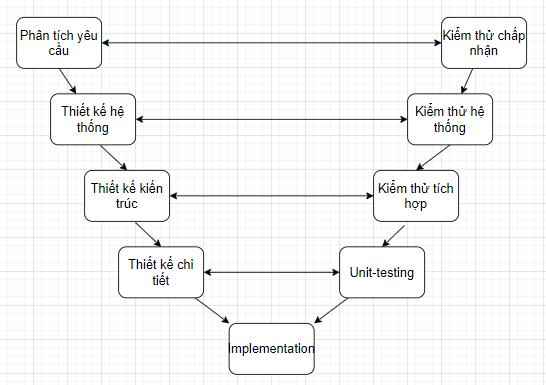 Phân tích yêu
cầu
Kiểm thử chấp
nhận
Thiết kế hệ
thống
Kiểm thử hệ
thống
Thiết kế kiến
trúc
Kiểm thử tích
hợp
Thiết kế chi
tiết
Unit-testing
Implementation